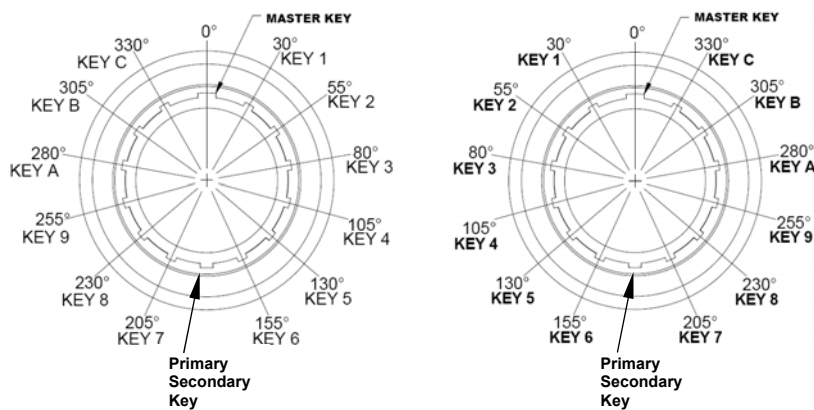 MASTER KEY
0°
330°
KEY C
30°
KEY 1
305°
KEY B
55°
KEY 2
280°
KEY A
80°
KEY 3
255°
KEY 9
105°
KEY 4
230°
KEY 8
130°
KEY 5
205°
KEY 7
155°
KEY 6
Primary
Secondary
Key
MASTER KEY
0°
30°
KEY 1
330°
KEY C
55°
KEY 2
305°
KEY B
80°
KEY 3
280°
KEY A
105°
KEY 4
255°
KEY 9
130°
KEY 5
230°
KEY 8
155°
KEY 6
205°
KEY 7
Primary
Secondary
Key